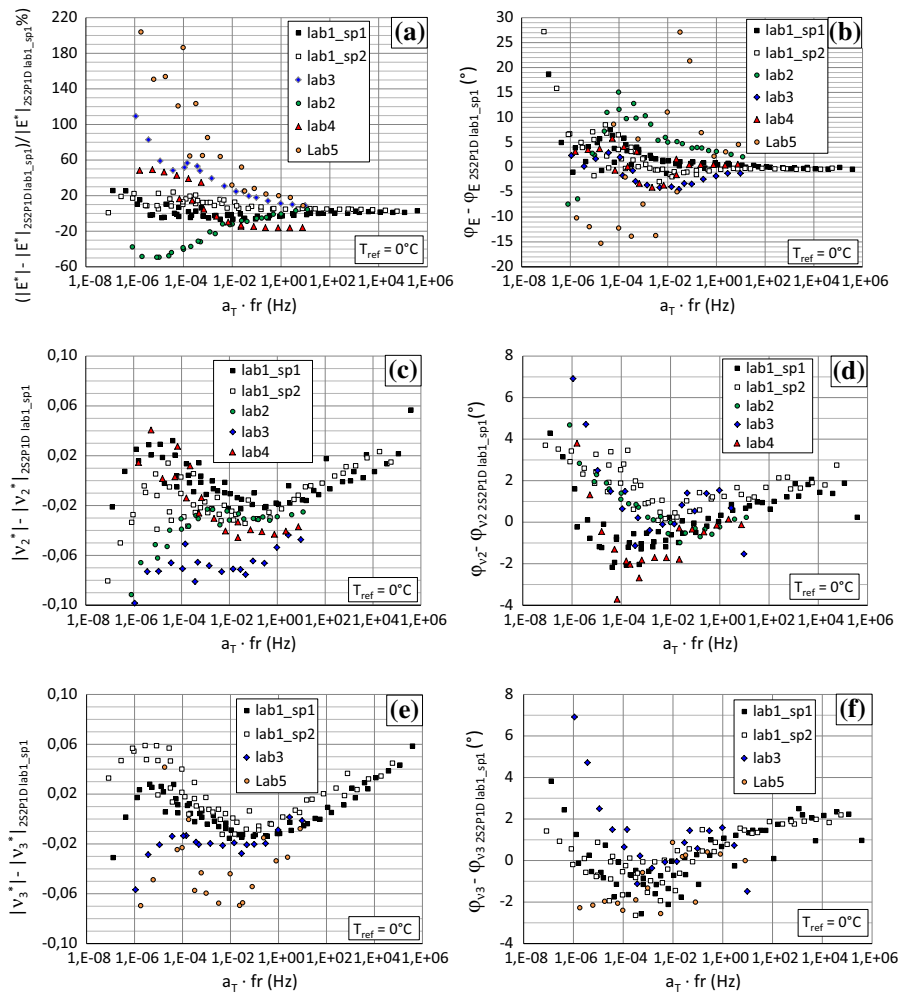 (a)
(|E*| - |E*|2S2P1D lab1_sp1)/|E*|2S2P1D lab1_sp1%)
220
180
140
100
60
20
-20
-60
lab1_sp1
lab1_sp2
lab3
lab2
lab4
Lab5
Tref = 0°C
1,E-08 1,E-06 1,E-04 1,E-02 1,E+00 1,E+02 1,E+04 1,E+06
aT · fr (Hz)
(b)
φE - φE 2S2P1D lab1_sp1 (°)
30
25
20
15
10
5
0
-5
-10
-15
-20
lab1_sp1
lab1_sp2
lab2
lab3
lab4
Lab5
Tref = 0°C
1,E-08 1,E-06 1,E-04 1,E-02 1,E+00 1,E+02 1,E+04 1,E+06
aT · fr (Hz)
(c)
|ν2*| - |ν2*|2S2P1D lab1_sp1
0,10
0,06
0,02
-0,02
-0,06
-0,10
lab1_sp1
lab1_sp2
lab2
lab3
lab4
Tref = 0°C
1,E-08 1,E-06 1,E-04 1,E-02 1,E+00 1,E+02 1,E+04 1,E+06
aT · fr (Hz)
(d)
φν2- φν2 2S2P1D lab1_sp1(°)
8
6
4
2
0
-2
-4
lab1_sp1
lab1_sp2
lab2
lab3
lab4
Tref = 0°C
1,E-08 1,E-06 1,E-04 1,E-02 1,E+00 1,E+02 1,E+04 1,E+06
aT · fr (Hz)
(e)
|ν3*| - |ν3*|2S2P1D lab1_sp1
0,10
0,06
0,02
-0,02
-0,06
-0,10
lab1_sp1
lab1_sp2
lab3
Lab5
Tref = 0°C
1,E-08 1,E-06 1,E-04 1,E-02 1,E+00 1,E+02 1,E+04 1,E+06
aT · fr (Hz)
(f)
φν3- φν3 2S2P1D lab1_sp1 (°)
8
6
4
2
0
-2
-4
lab1_sp1
lab1_sp2
lab3
Lab5
Tref = 0°C
1,E-08 1,E-06 1,E-04 1,E-02 1,E+00 1,E+02 1,E+04 1,E+06
aT · fr (Hz)